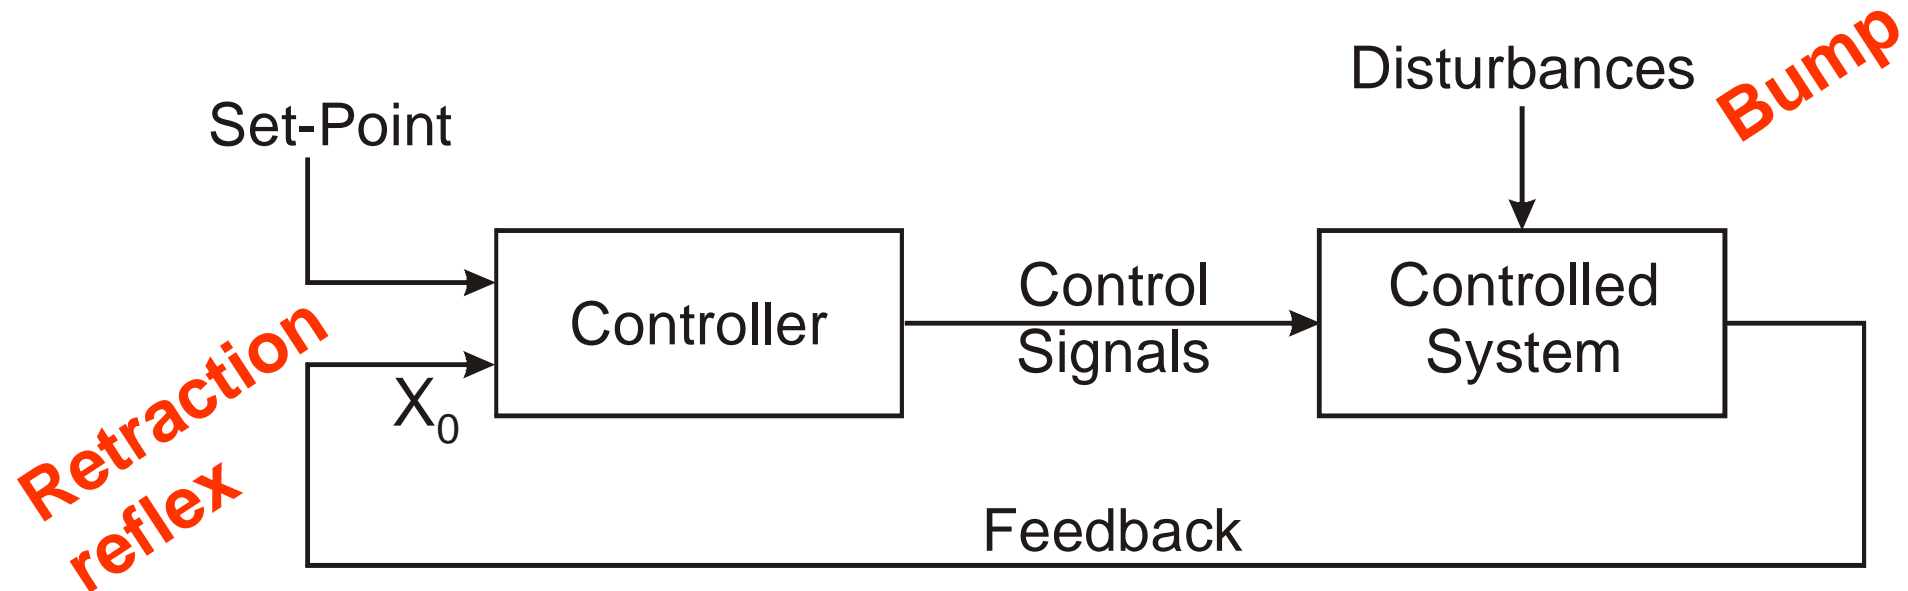 Disturbances
Bump
Set-Point
Controller
Control
Signals
Controlled
System
Retraction
reflex
X₀
Feedback